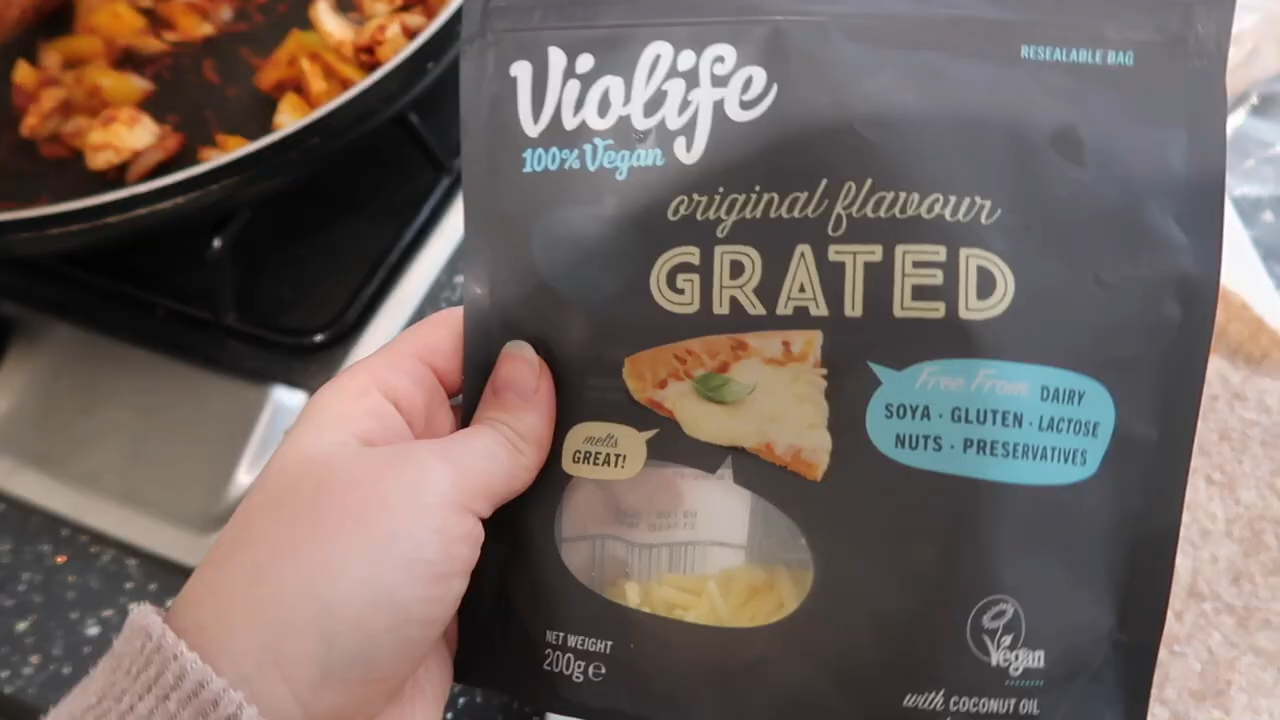 RESEALABLE BAG
Violife
100% Vegan
original flavour
GRATED
Free From DAIRY
SOYA · GLUTEN · LACTOSE
NUTS · PRESERVATIVES
melts
GREAT!
NET WEIGHT
200g℮
Vegan
with COCONUT OIL